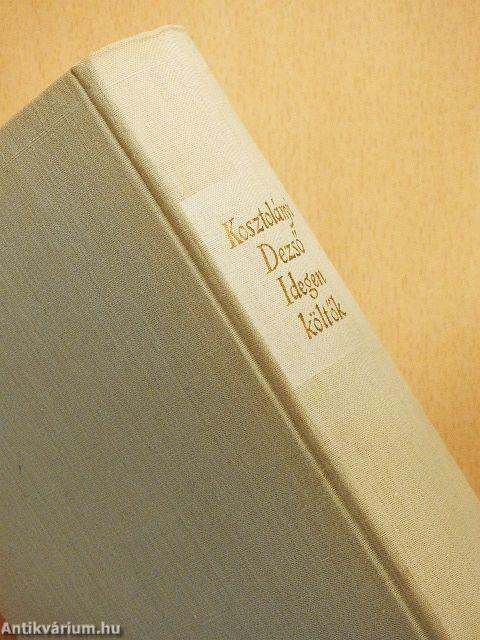 Kosztolányi
Dezső
Idegen
költők
Antikvárium.hu